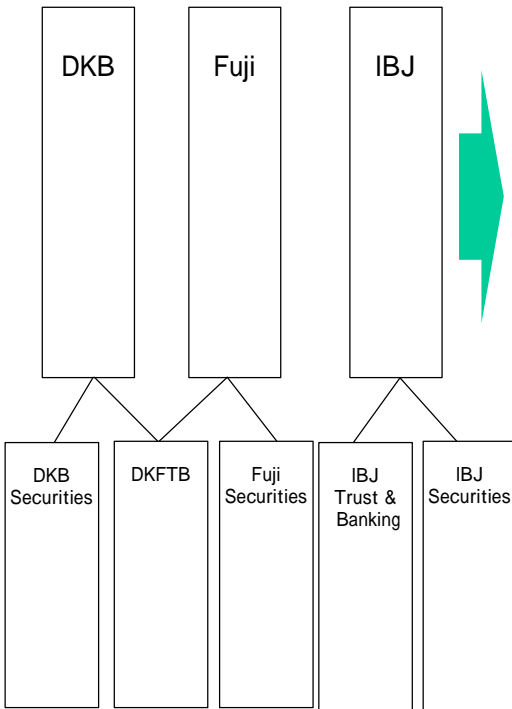 DKB
Fuji
IBJ
DKB
Securities
DKFTB
Fuji
Securities
IBJ
Trust &
Banking
IBJ
Securities